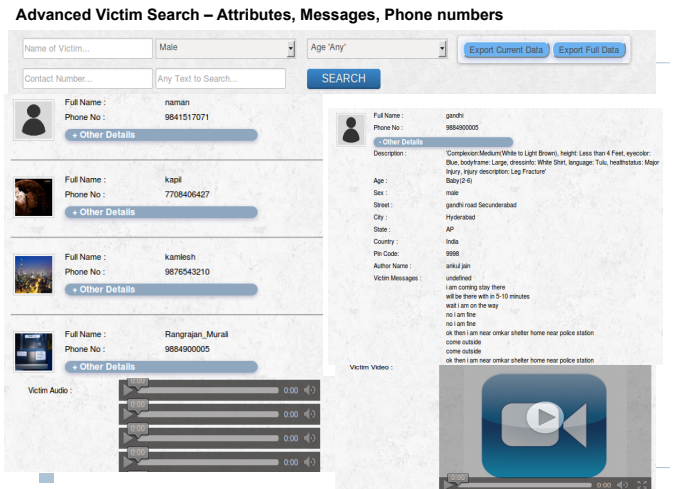 Advanced Victim Search – Attributes, Messages, Phone numbers
Name of Victim...
Male
Age 'Any'
Export Current Data
Export Full Data
Contact Number...
Any Text to Search...
SEARCH
Full Name : naman
Phone No : 9841517071
+ Other Details
Full Name : kapil
Phone No : 7708406427
+ Other Details
Full Name : kamlesh
Phone No : 9876543210
+ Other Details
Full Name : Rangrajan_Murali
Phone No : 9884900005
+ Other Details
Victim Audio :
0:00
0:00
0:00
0:00
0:00
0:00
0:00
0:00
Full Name : gandhi
Phone No : 9884900005
- Other Details
Description : 'Complexion:Medium(White to Light Brown), height: Less than 4 Feet, eyecolor:
Blue, bodyframe: Large, dressinfo: White Shirt, language: Tulu, healthstatus: Major
Injury, injury description: Leg Fracture'
Age : Baby(2-6)
Sex : male
Street : gandhi road Secunderabad
City : Hyderabad
State : AP
Country : India
Pin Code: 9998
Author Name : ankul jain
Victim Messages : undefined
i am coming stay there
will be there with in 5-10 minutes
wait i am on the way
no i am fine
no i am fine
ok then i am near omkar shelter home near police station
come outside
come outside
ok then i am near omkar shelter home near police station
Victim Video :
0:00
0:00